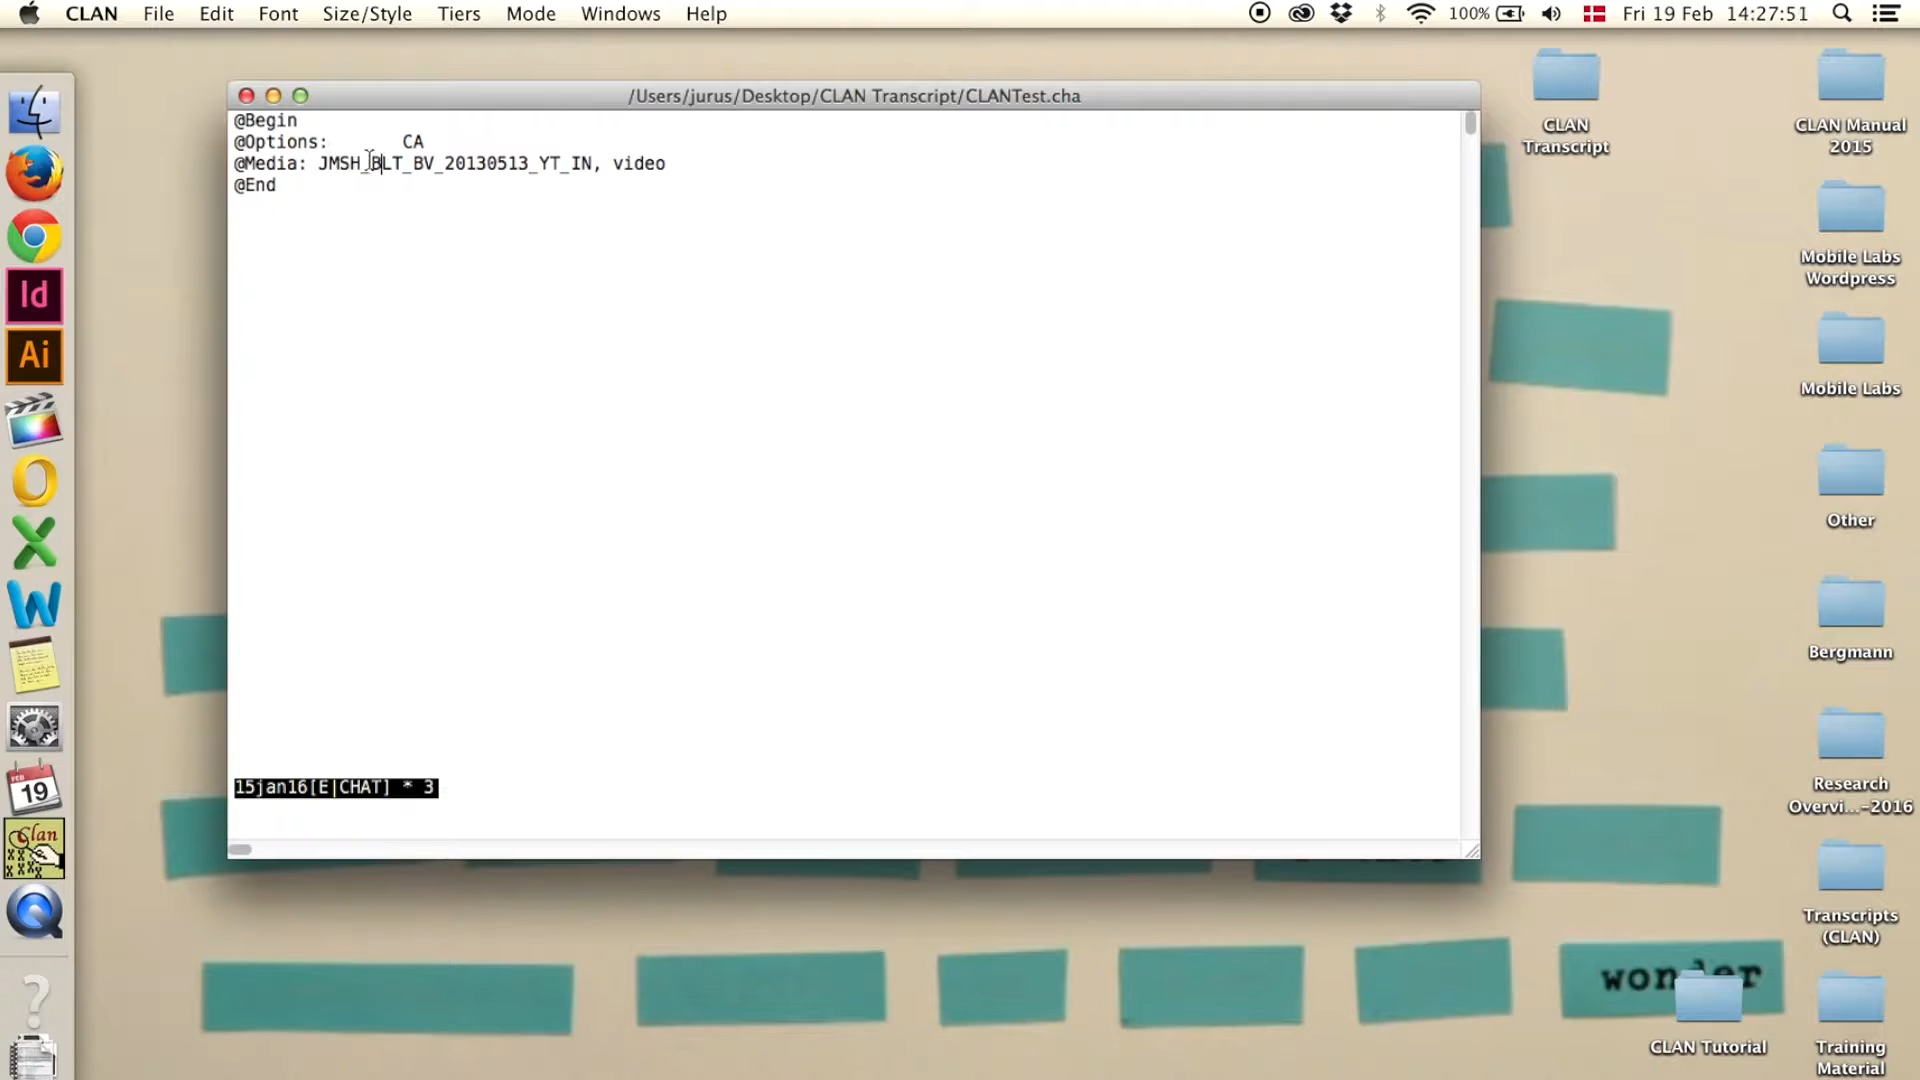 CLAN File Edit Font Size/Style Tiers Mode Windows Help
100% Fri 19 Feb 14:27:51
/Users/jurus/Desktop/CLAN Transcript/CLANTest.cha
@Begin
@Options: CA
@Media: JMSH_BLT_BV_20130513_YT_IN, video
@End
15jan16[E|CHAT] * 3
Id
Ai
FEB
19
Clan
CLAN
Transcript
CLAN Manual
2015
Mobile Labs
Wordpress
Mobile Labs
Other
Bergmann
Research
Overvi...-2016
Transcripts
(CLAN)
wonder
CLAN Tutorial
Training
Material